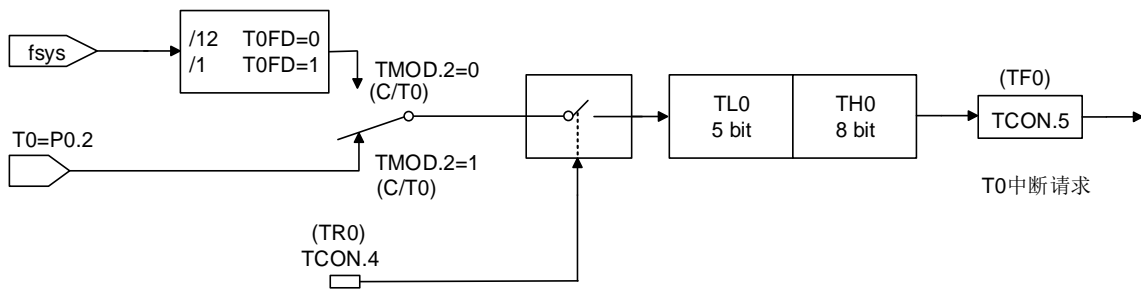 fsys
/12 T0FD=0
/1 T0FD=1
TMOD.2=0
(C/T0)
T0=P0.2
TMOD.2=1
(C/T0)
(TR0)
TCON.4
TL0
5 bit
TH0
8 bit
(TF0)
TCON.5
T0中断请求